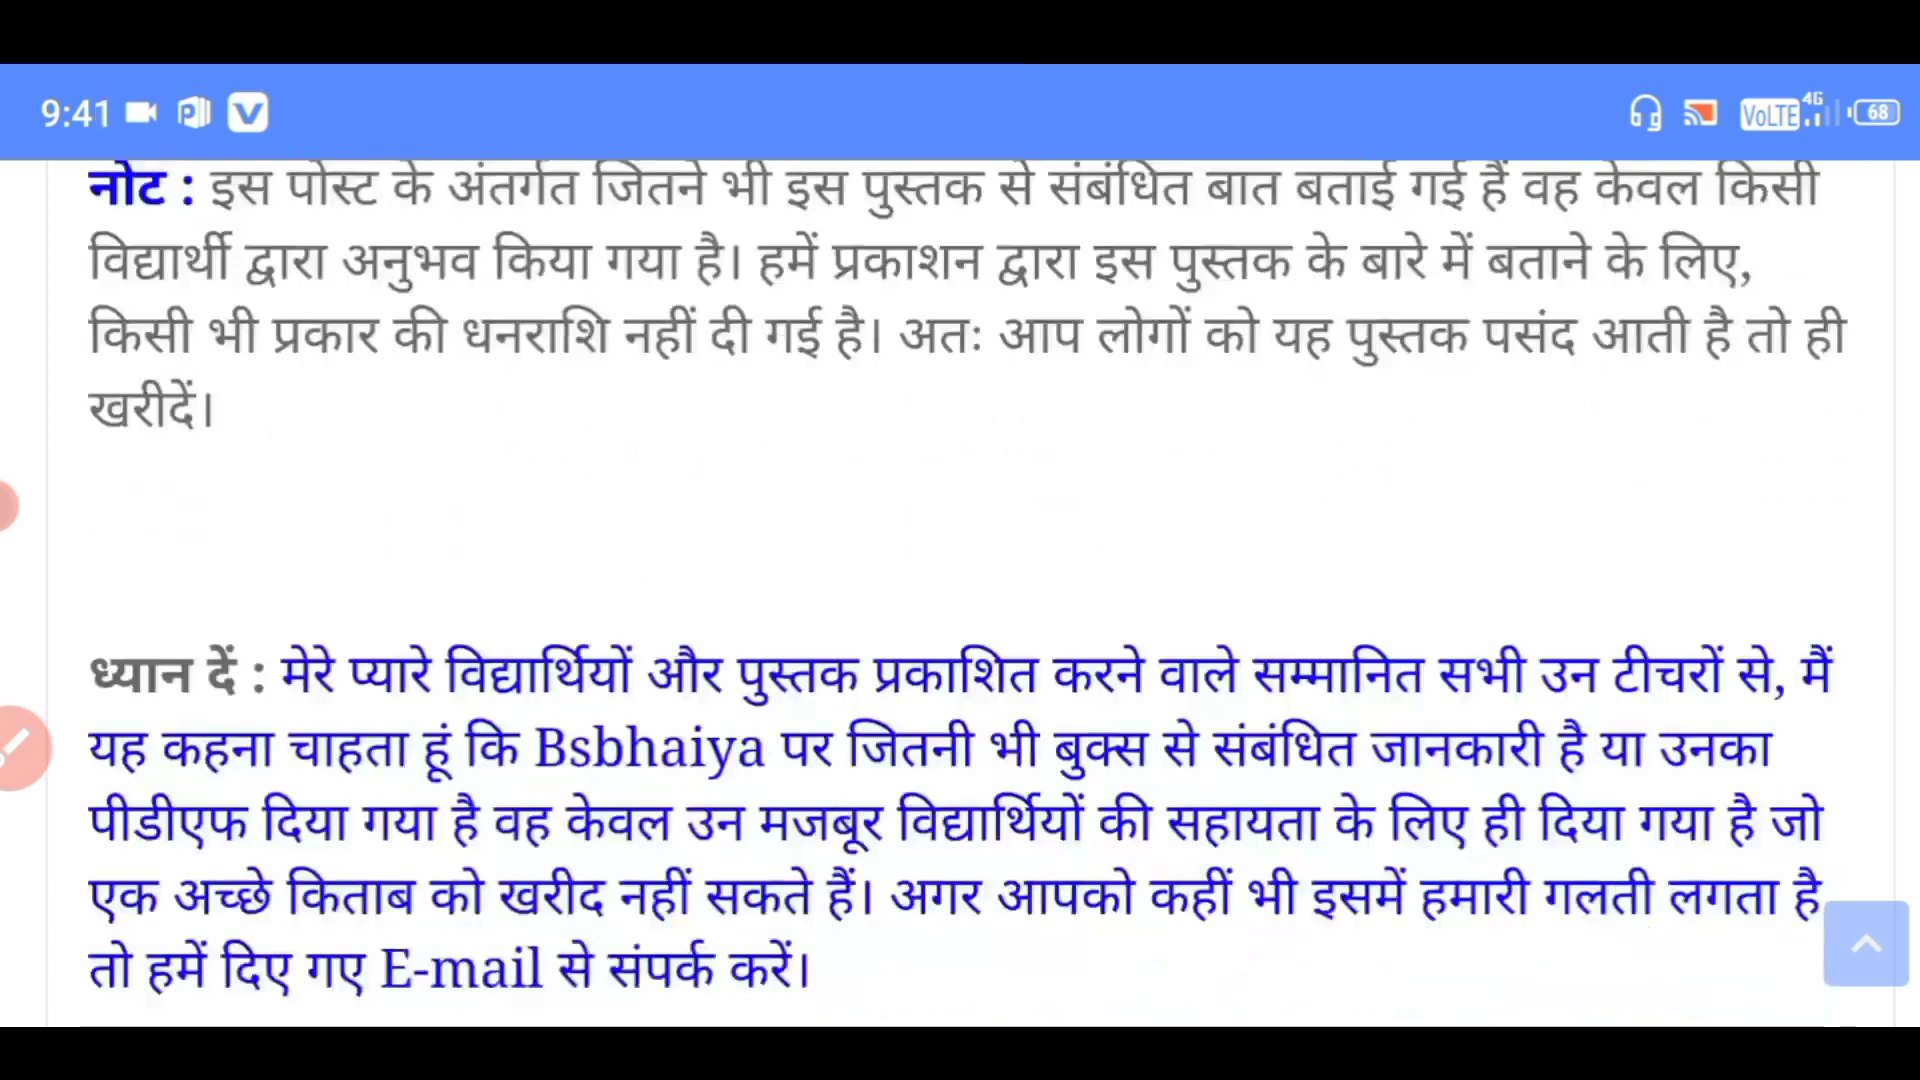 9:41
VoLTE 4G 68
नोट : इस पोस्ट के अंतर्गत जितने भी इस पुस्तक से संबंधित बात बताई गई हैं वह केवल किसी
विद्यार्थी द्वारा अनुभव किया गया है। हमें प्रकाशन द्वारा इस पुस्तक के बारे में बताने के लिए,
किसी भी प्रकार की धनराशि नहीं दी गई है। अतः आप लोगों को यह पुस्तक पसंद आती है तो ही
खरीदें।
ध्यान दें : मेरे प्यारे विद्यार्थियों और पुस्तक प्रकाशित करने वाले सम्मानित सभी उन टीचरों से, मैं
यह कहना चाहता हूं कि Bsbhaiya पर जितनी भी बुक्स से संबंधित जानकारी है या उनका
पीडीएफ दिया गया है वह केवल उन मजबूर विद्यार्थियों की सहायता के लिए ही दिया गया है जो
एक अच्छे किताब को खरीद नहीं सकते हैं। अगर आपको कहीं भी इसमें हमारी गलती लगता है
तो हमें दिए गए E-mail से संपर्क करें।